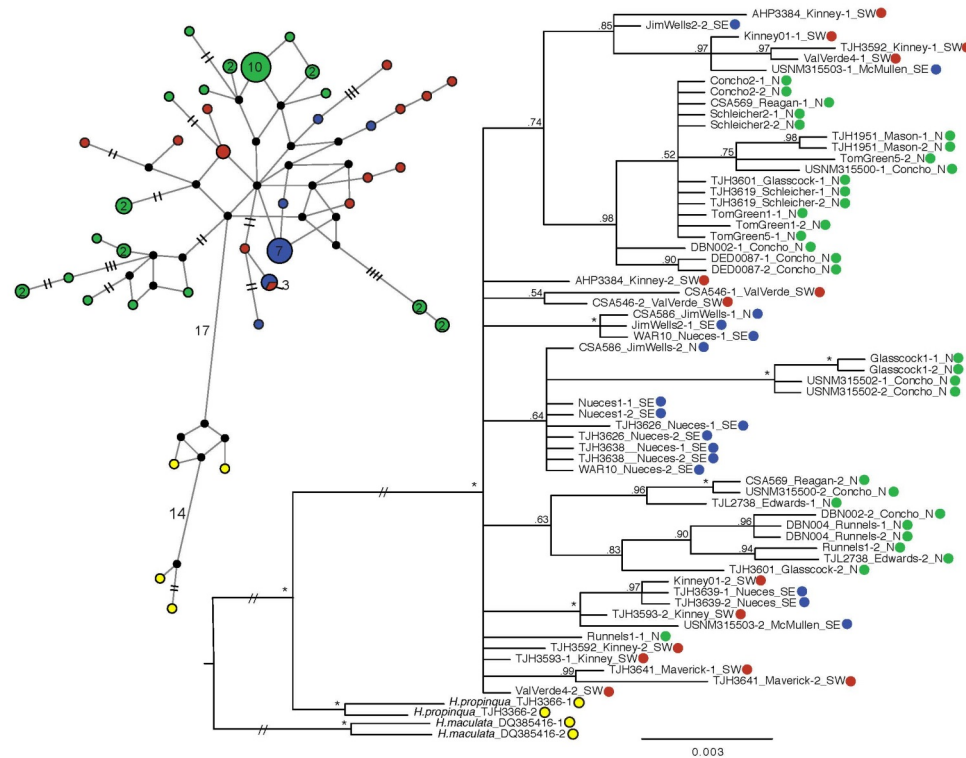 2
10
2
2
2
7
3
2
2
2
17
14
.85
AHP3384_Kinney-1_SW
JimWells2-2_SE
Kinney01-1_SW
.97
.97
TJH3592_Kinney-1_SW
ValVerde4-1_SW
USNM315503-1_McMullen_SE
.74
Concho2-1_N
Concho2-2_N
CSA569_Reagan-1_N
Schleicher2-1_N
Schleicher2-2_N
.98
TJH1951_Mason-1_N
TJH1951_Mason-2_N
.52
.75
TomGreen5-2_N
USNM315500-1_Concho_N
TJH3601_Glasscock-1_N
TJH3619_Schleicher-1_N
TJH3619_Schleicher-2_N
TomGreen1-1_N
TomGreen1-2_N
TomGreen5-1_N
.98
DBN002-1_Concho_N
.90
DED0087-1_Concho_N
DED0087-2_Concho_N
AHP3384_Kinney-2_SW
.54
CSA546-1_ValVerde_SW
CSA546-2_ValVerde_SW
*
CSA586_JimWells-1_N
JimWells2-1_SE
WAR10_Nueces-1_SE
CSA586_JimWells-2_N
*
*
Glasscock1-1_N
Glasscock1-2_N
USNM315502-1_Concho_N
USNM315502-2_Concho_N
.64
Nueces1-1_SE
Nueces1-2_SE
TJH3626_Nueces-1_SE
TJH3626_Nueces-2_SE
TJH3638_Nueces-1_SE
TJH3638_Nueces-2_SE
WAR10_Nueces-2_SE
*
.96
*
CSA569_Reagan-2_N
USNM315500-2_Concho_N
TJL2738_Edwards-1_N
.63
.90
.96
DBN002-2_Concho_N
DBN004_Runnels-1_N
DBN004_Runnels-2_N
.83
.94
Runnels1-2_N
TJL2738_Edwards-2_N
TJH3601_Glasscock-2_N
*
*
.97
Kinney01-2_SW
TJH3639-1_Nueces_SE
TJH3639-2_Nueces_SE
TJH3593-2_Kinney_SW
USNM315503-2_McMullen_SE
Runnels1-1_N
TJH3592_Kinney-2_SW
TJH3593-1_Kinney_SW
.99
TJH3641_Maverick-1_SW
TJH3641_Maverick-2_SW
ValVerde4-2_SW
*
H.propinqua_TJH3366-1
H.propinqua_TJH3366-2
*
H.maculata_DQ385416-1
H.maculata_DQ385416-2
0.003